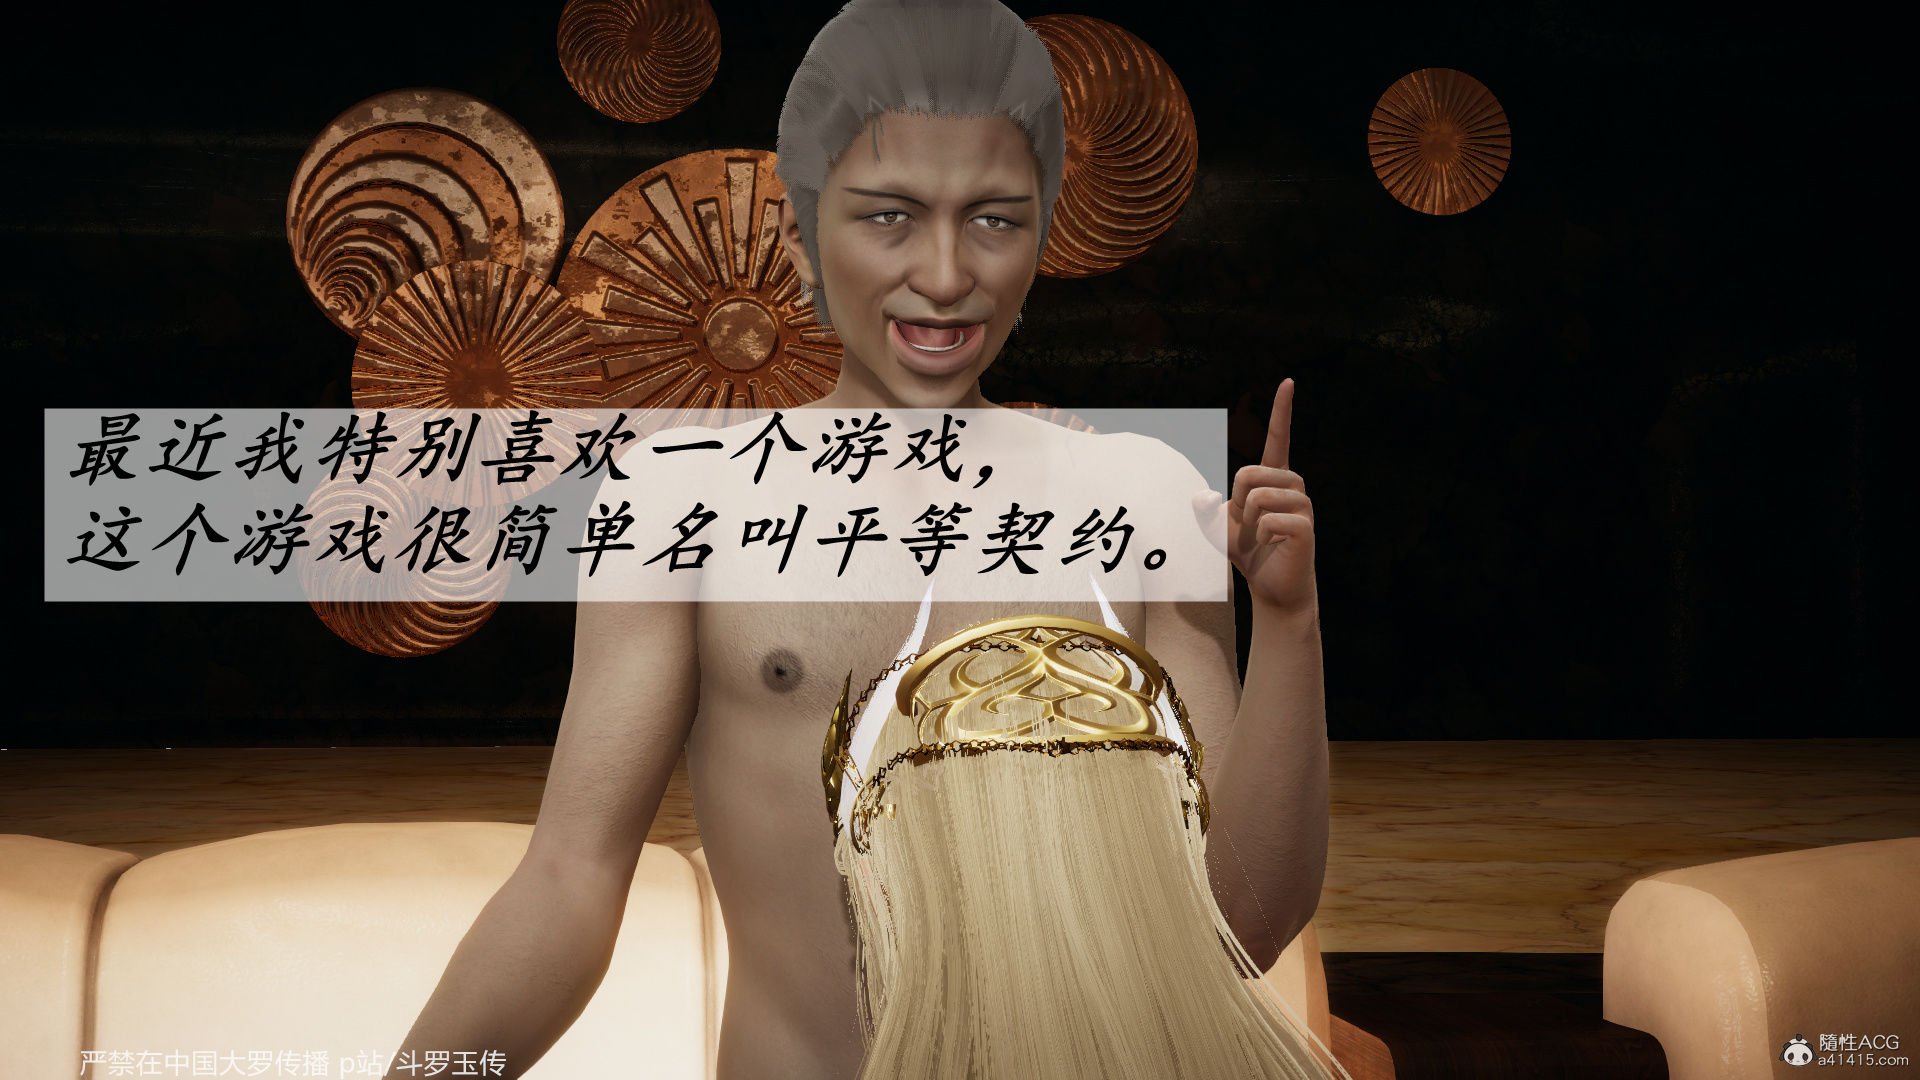 最近我特别喜欢一个游戏，
这个游戏很简单名叫平等契约。
严禁在中国大罗传播 p站/斗罗玉传
隨性ACG
a41415.com